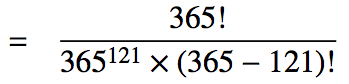 = 365! / 365^121 × (365 − 121)!